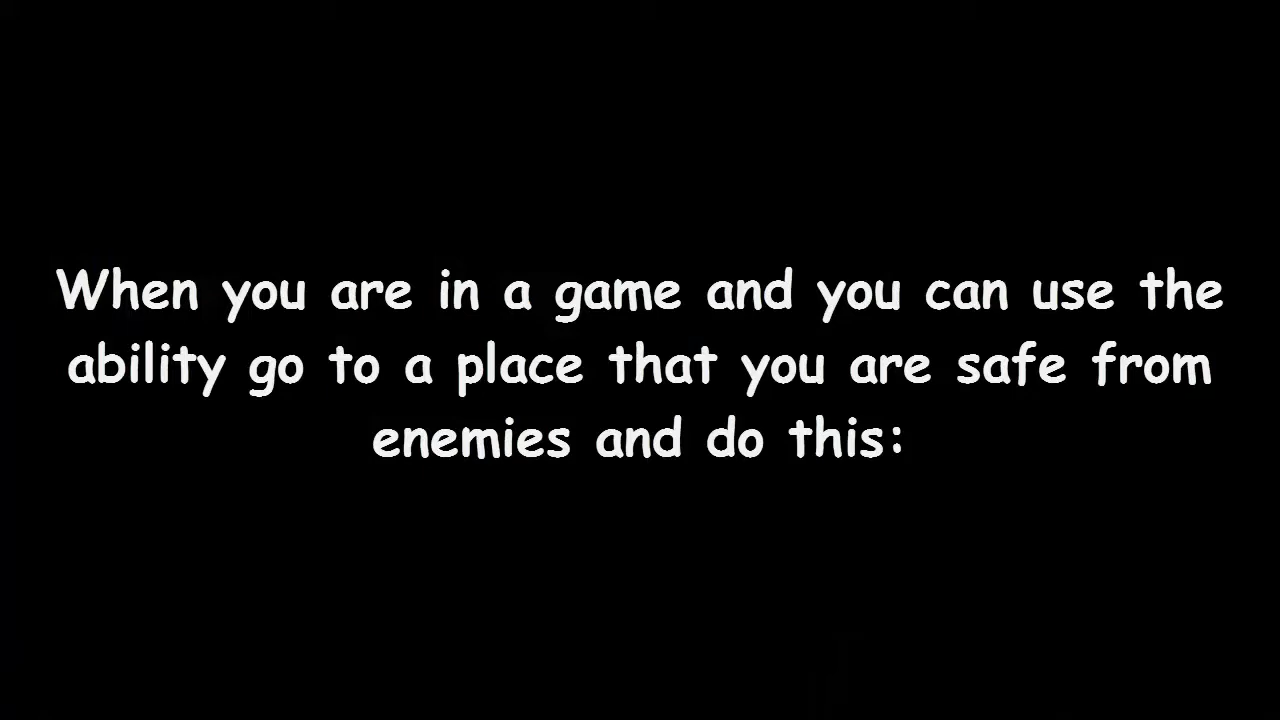 When you are in a game and you can use the
ability go to a place that you are safe from
enemies and do this: